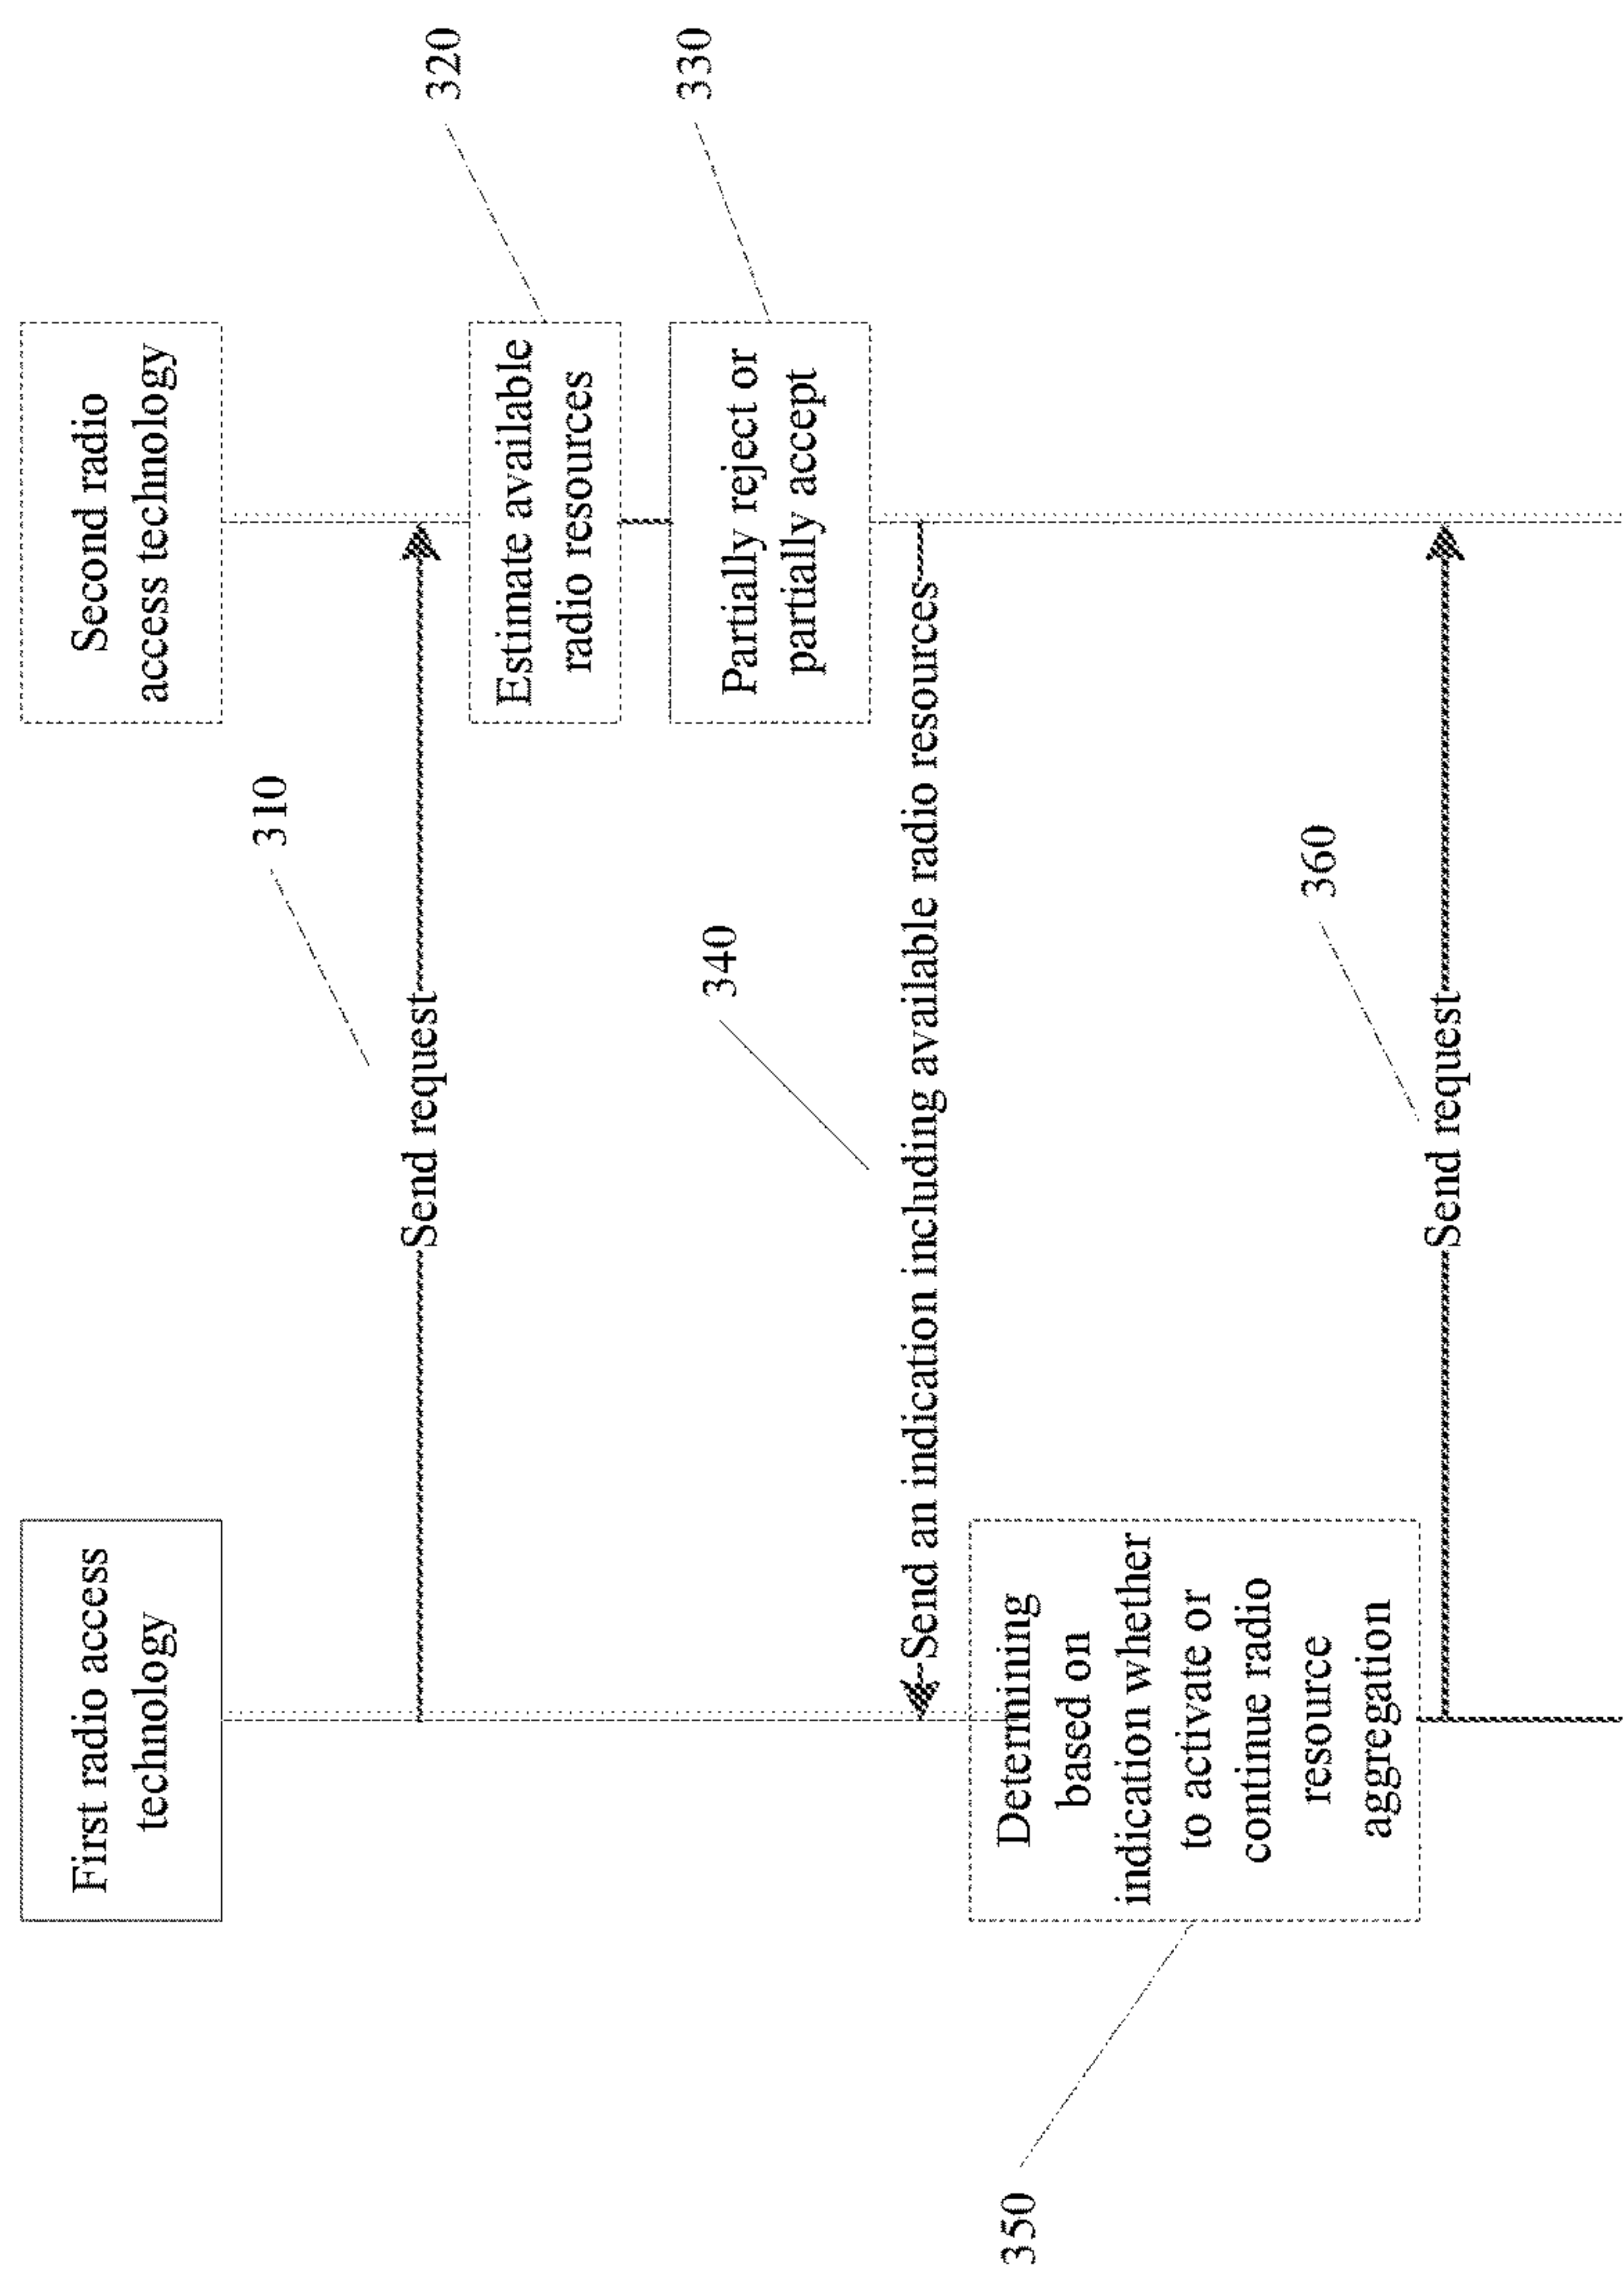 First radio access
technology
Second radio
access technology
310
Send request
320
Estimate available
radio resources
330
Partially reject or
partially accept
340
Send an indication including available radio resources
350
Determining
based on
indication whether
to activate or
continue radio
resource
aggregation
360
Send request